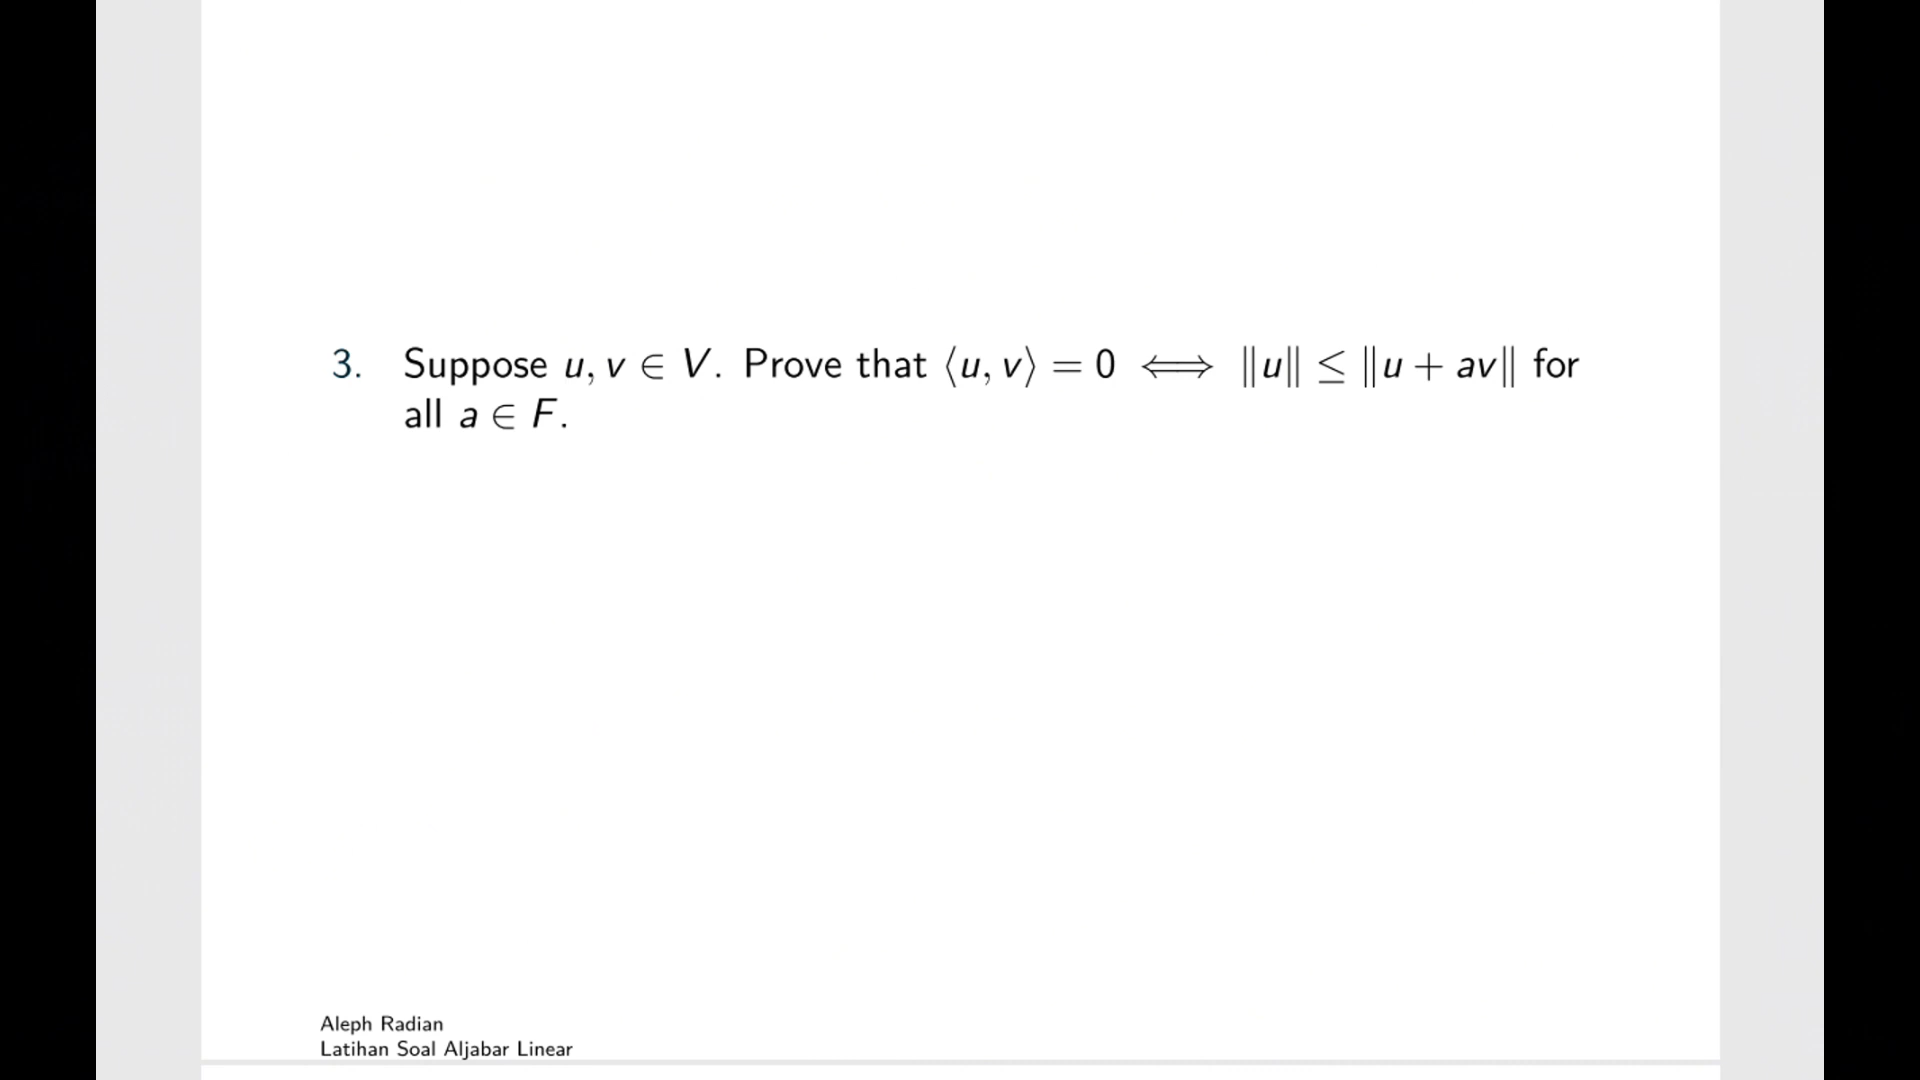 3. Suppose u, v ∈ V. Prove that ⟨u, v⟩ = 0 ⟺ ‖u‖ ≤ ‖u + av‖ for
all a ∈ F.
Aleph Radian
Latihan Soal Aljabar Linear